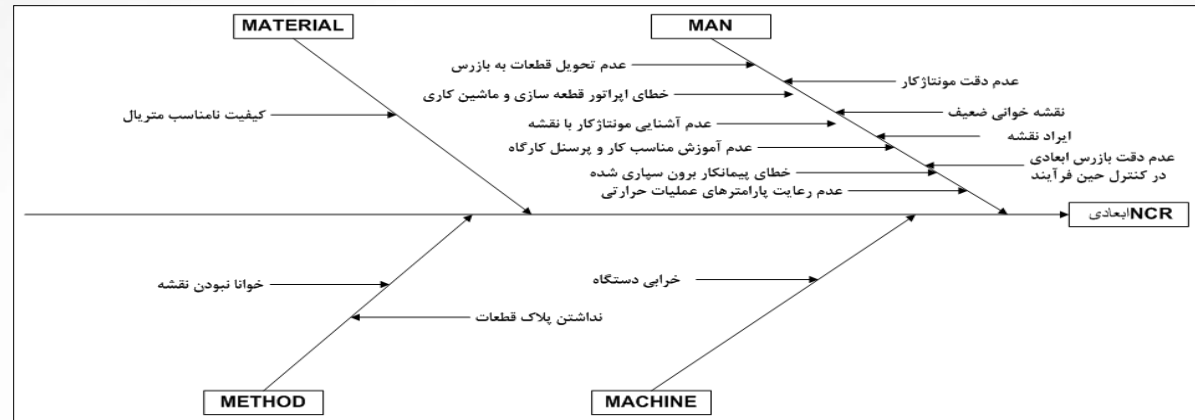 MATERIAL
MAN
عدم تحویل قطعات به بازرس
عدم دقت مونتاژکار
خطای اپراتور قطعه سازی و ماشین کاری
نقشه خوانی ضعیف
کیفیت نامناسب متریال
عدم آشنایی مونتاژکار با نقشه
ایراد نقشه
عدم آموزش مناسب کار و پرسنل کارگاه
عدم دقت بازرس ابعادی
در کنترل حین فرآیند
خطای پیمانکار برون سپاری شده
عدم رعایت پارامترهای عملیات حرارتی
NCRابعادی
خوانا نبودن نقشه
خرابی دستگاه
نداشتن پلاک قطعات
METHOD
MACHINE